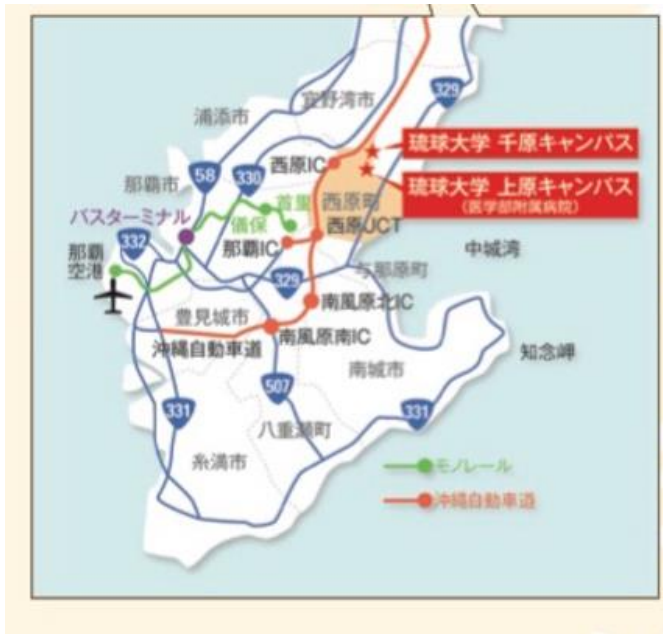 329
宜野湾市
浦添市
琉球大学 千原キャンパス
西原IC
58
330
琉球大学 上原キャンパス
(医学部附属病院)
那覇市
首里
西原町
バスターミナル
儀保
西原JCT
332
那覇IC
中城湾
那覇
空港
与那原町
329
南風原北IC
豊見城市
南風原南IC
沖縄自動車道
知念岬
南城市
507
331
331
八重瀬町
糸満市
モノレール
沖縄自動車道